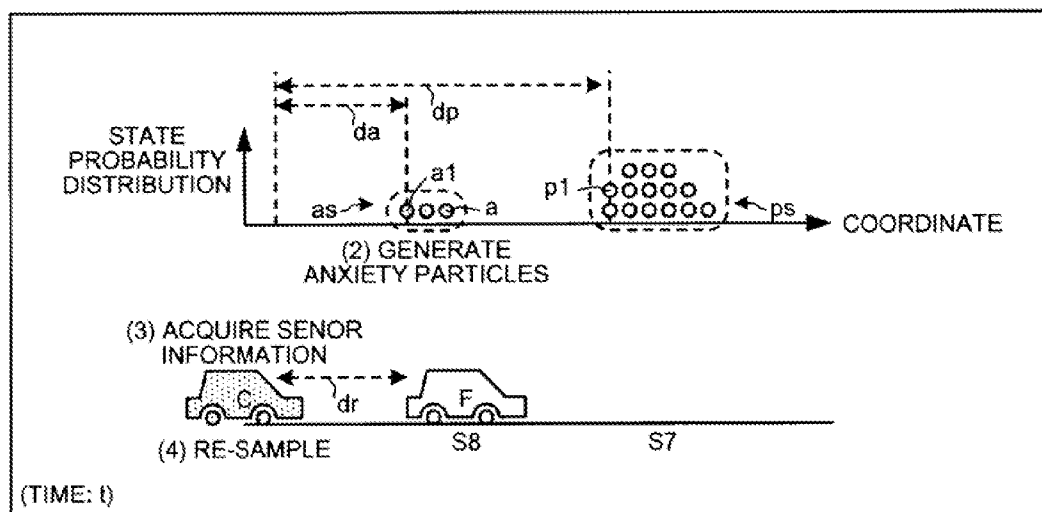 dp
da
STATE
PROBABILITY
DISTRIBUTION
a1
as
a
p1
ps
COORDINATE
(2) GENERATE
ANXIETY PARTICLES
(3) ACQUIRE SENOR
INFORMATION
dr
C
F
(4) RE-SAMPLE
S8
S7
(TIME: t)